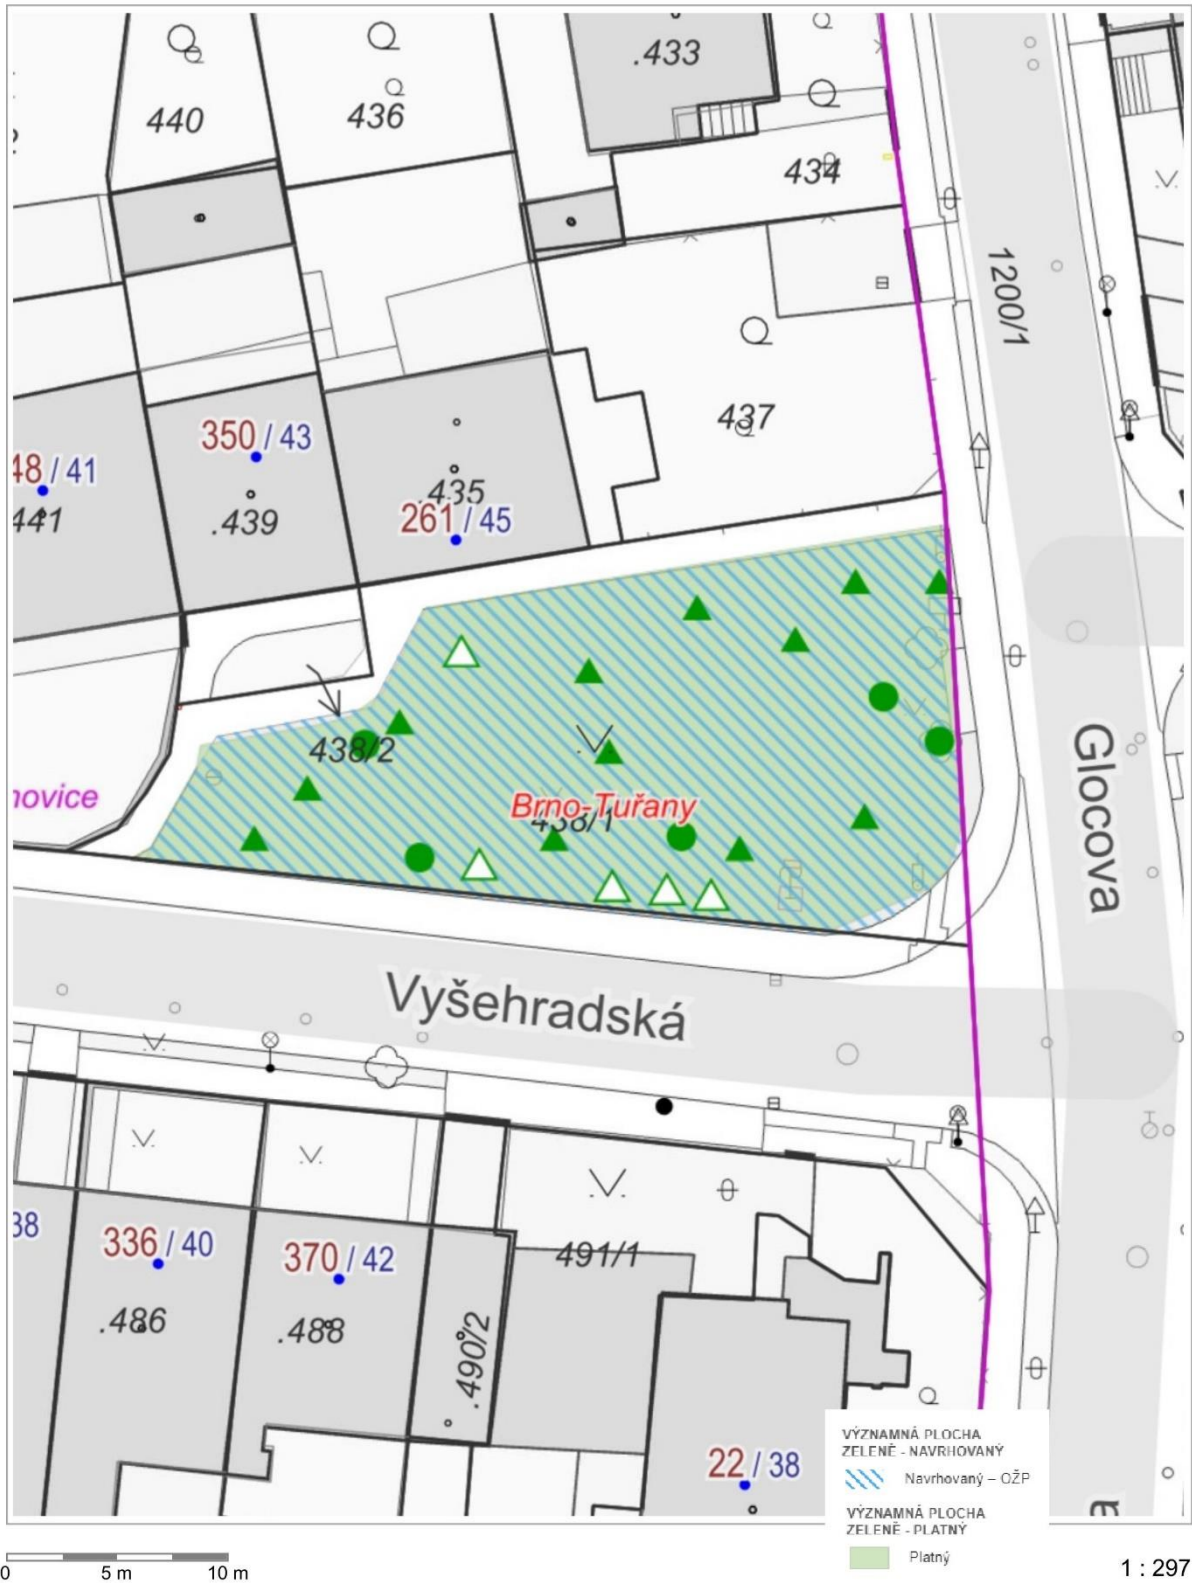 .433
440
436
434
1200/1
437
350 / 43
48 / 41
.435
441
.439
261 / 45
438/2
novice
Brno-Tuřany
438/1
Glocova
Vyšehradská
38
336 / 40
370 / 42
491/1
.486
.488
.490/2
22 / 38
VÝZNAMNÁ PLOCHA
ZELENĚ - NAVRHOVANÝ
Navrhovaný – OŽP
VÝZNAMNÁ PLOCHA
ZELENĚ - PLATNÝ
Platný
a
0 5 m 10 m
1 : 297